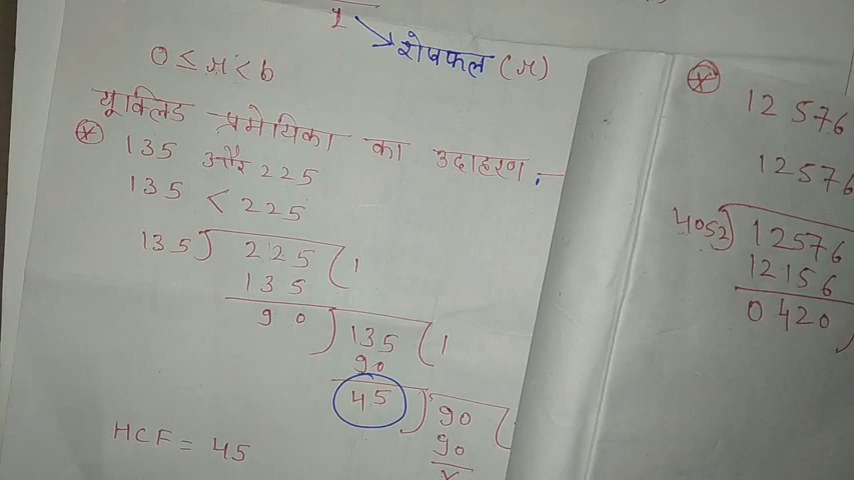 1
शेषफल (r)
0 ≤ r < b
यूक्लिड प्रमेयिका का उदाहरण :—
* 135 और 225
135 < 225
135) 225 (1
135
90) 135 (1
90
45) 90 (
90
x
HCF = 45
* 12576
12576
4052) 12576
12156
0420